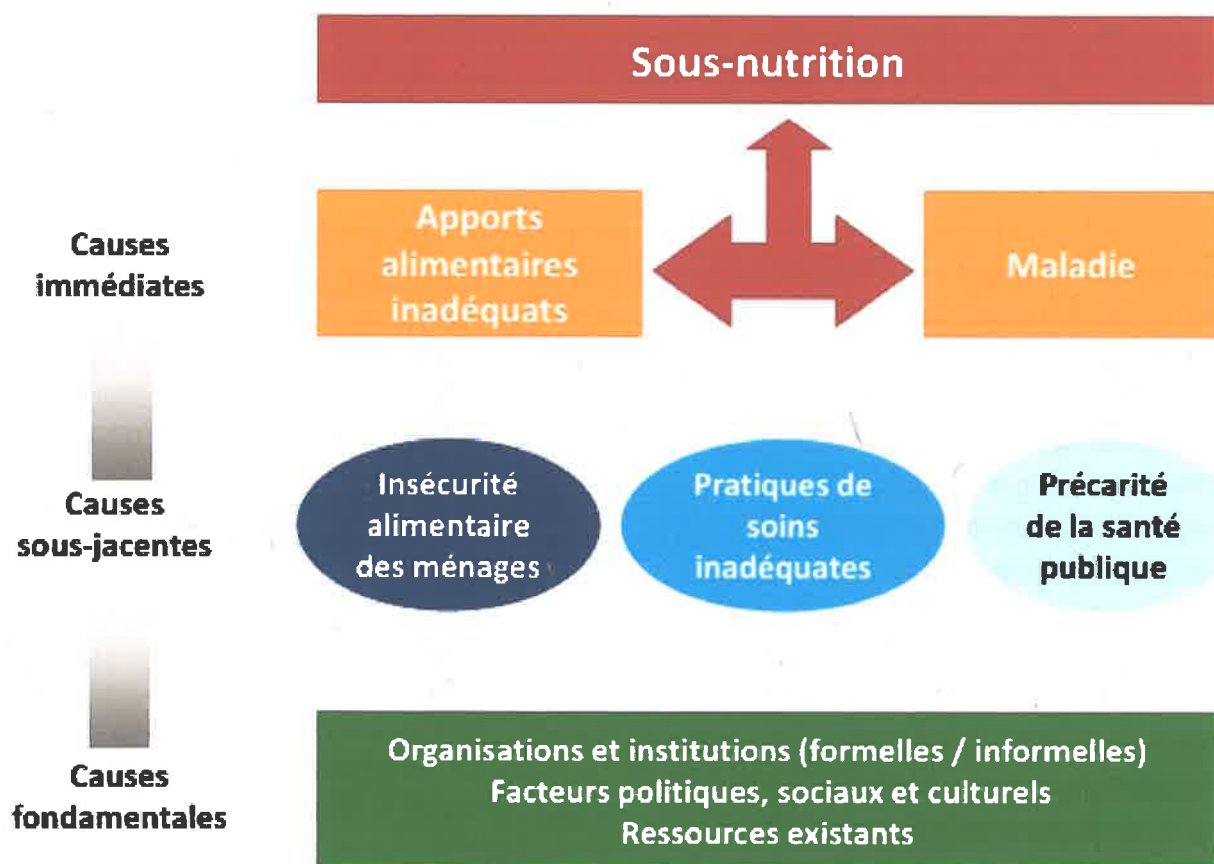 Sous-nutrition
Causes
immédiates
Apports
alimentaires
inadéquats
Maladie
Causes
sous-jacentes
Insécurité
alimentaire
des ménages
Pratiques de
soins
inadéquates
Précarité
de la santé
publique
Causes
fondamentales
Organisations et institutions (formelles / informelles)
Facteurs politiques, sociaux et culturels
Ressources existants